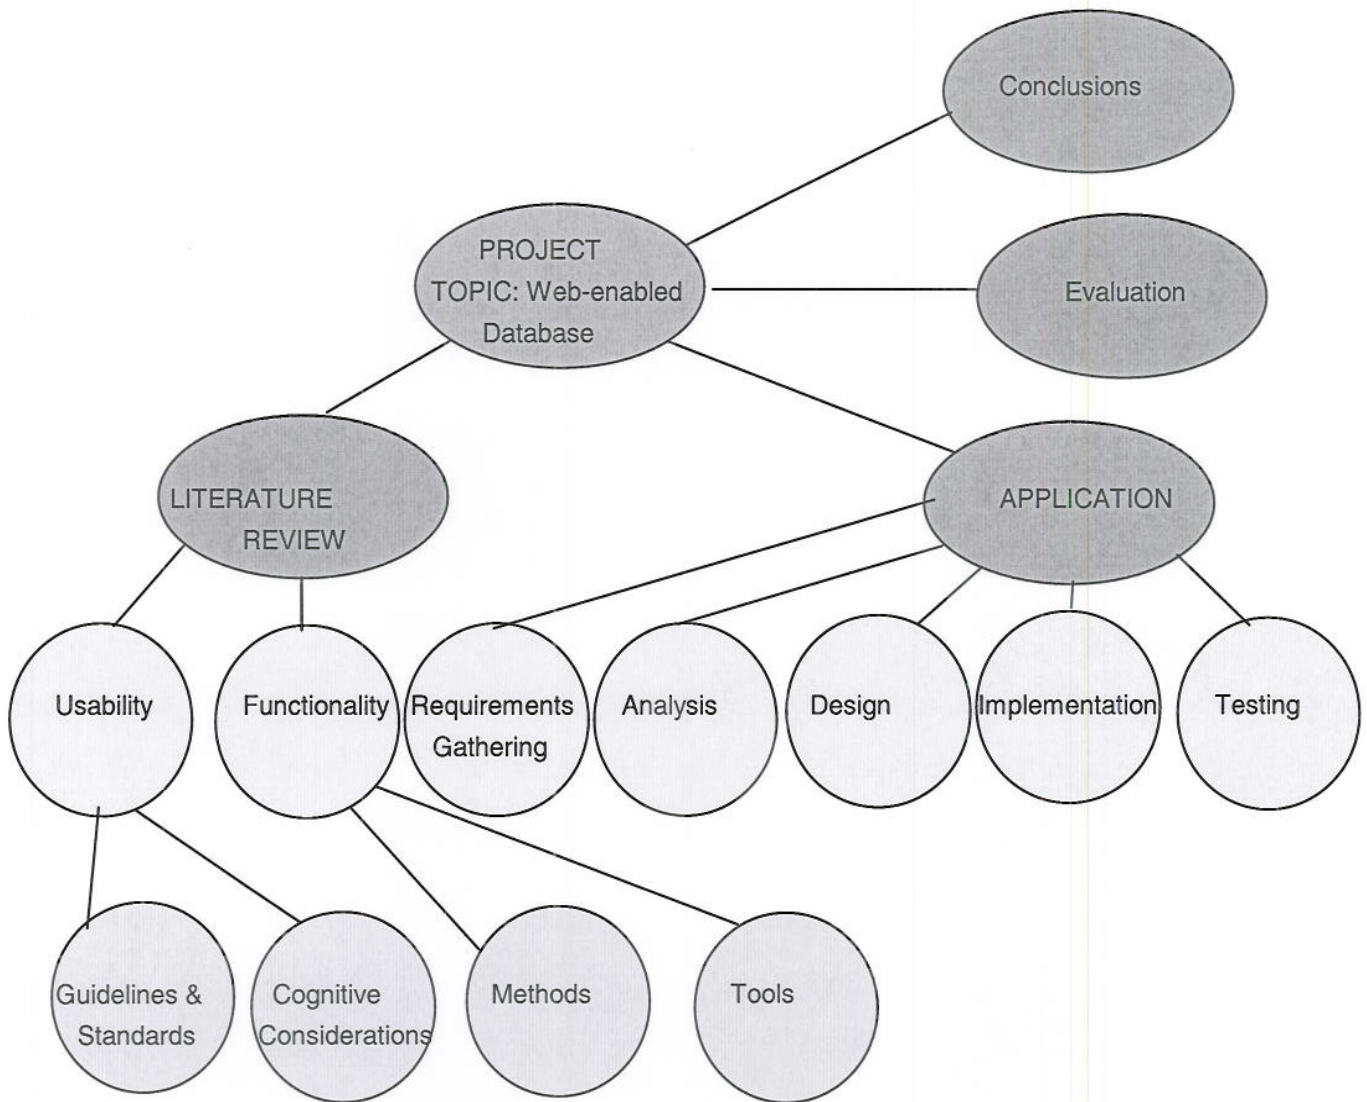 Conclusions
PROJECT
TOPIC: Web-enabled
Database
Evaluation
LITERATURE
REVIEW
APPLICATION
Usability
Functionality
Requirements
Gathering
Analysis
Design
Implementation
Testing
Guidelines &
Standards
Cognitive
Considerations
Methods
Tools